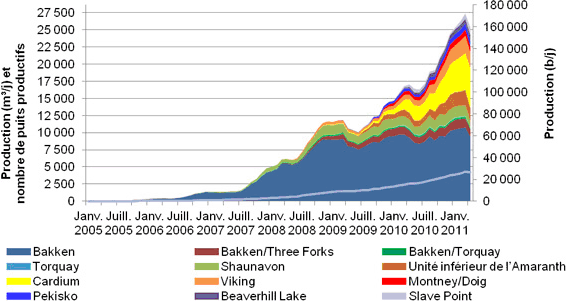 Production (m³/j) et
nombre de puits productifs
27 500
25 000
22 500
20 000
17 500
15 000
12 500
10 000
7 500
5 000
2 500
0
180 000
160 000
140 000
120 000
100 000
80 000
60 000
40 000
20 000
0
Production (b/j)
Janv. Juill. Janv. Juill. Janv. Juill. Janv. Juill. Janv. Juill. Janv. Juill. Janv.
2005 2005 2006 2006 2007 2007 2008 2008 2009 2009 2010 2010 2011
Bakken Bakken/Three Forks Bakken/Torquay
Torquay Shaunavon Unité inférieur de l'Amaranth
Cardium Viking Montney/Doig
Pekisko Beaverhill Lake Slave Point